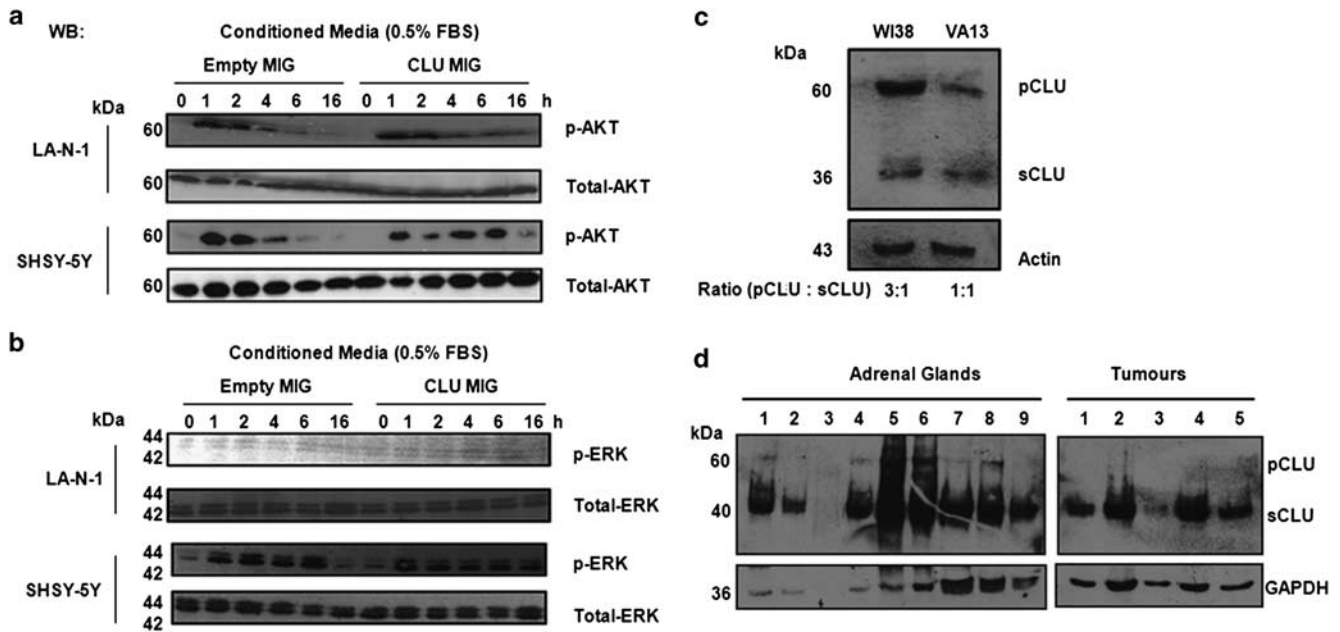 a
WB: Conditioned Media (0.5% FBS)
Empty MIG CLU MIG
0 1 2 4 6 16 0 1 2 4 6 16 h
kDa
LA-N-1
60 p-AKT
60 Total-AKT
SHSY-5Y
60 p-AKT
60 Total-AKT
b
Conditioned Media (0.5% FBS)
Empty MIG CLU MIG
kDa 0 1 2 4 6 16 0 1 2 4 6 16 h
LA-N-1
44
42 p-ERK
44
42 Total-ERK
SHSY-5Y
44
42 p-ERK
44
42 Total-ERK
c
WI38 VA13
kDa
60 pCLU
36 sCLU
43 Actin
Ratio (pCLU : sCLU) 3:1 1:1
d
Adrenal Glands Tumours
1 2 3 4 5 6 7 8 9 1 2 3 4 5
kDa
60 pCLU
40 sCLU
36 GAPDH